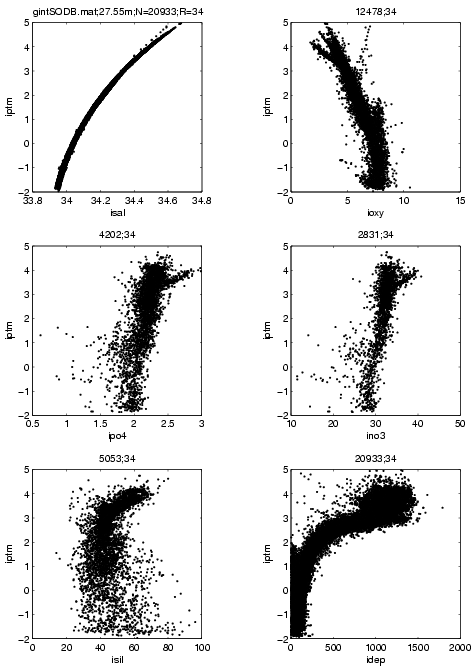 gintSODB.mat;27.55m;N=20933;R=34
5
4
3
2
1
0
−1
−2
iptm
33.8 34 34.2 34.4 34.6 34.8
isal
12478;34
5
4
3
2
1
0
−1
−2
iptm
0 5 10 15
ioxy
4202;34
5
4
3
2
1
0
−1
−2
iptm
0.5 1 1.5 2 2.5 3
ipo4
2831;34
5
4
3
2
1
0
−1
−2
iptm
10 20 30 40 50
ino3
5053;34
5
4
3
2
1
0
−1
−2
iptm
0 20 40 60 80 100
isil
20933;34
5
4
3
2
1
0
−1
−2
iptm
0 500 1000 1500 2000
idep